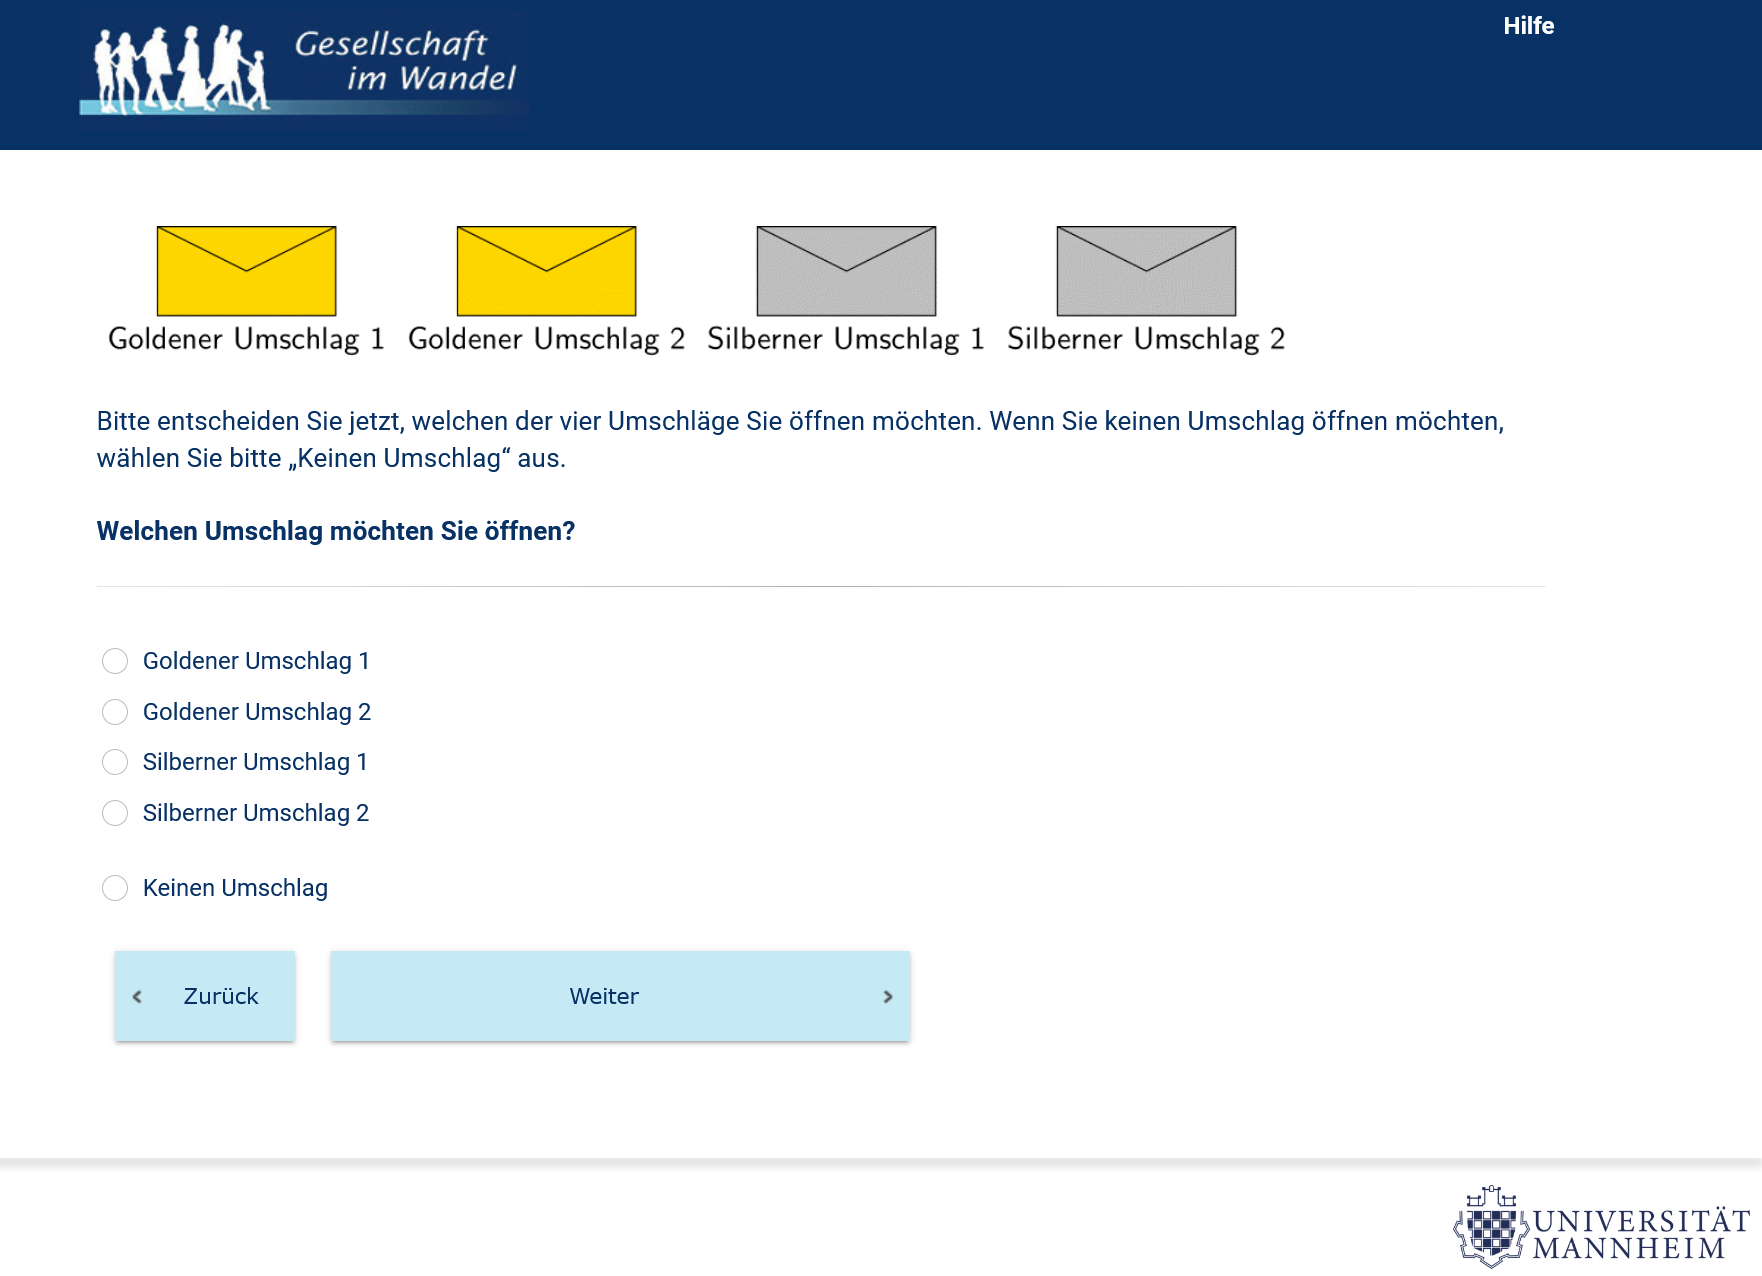 Gesellschaft
im Wandel
Hilfe
Goldener Umschlag 1
Goldener Umschlag 2
Silberner Umschlag 1
Silberner Umschlag 2
Bitte entscheiden Sie jetzt, welchen der vier Umschläge Sie öffnen möchten. Wenn Sie keinen Umschlag öffnen möchten,
wählen Sie bitte „Keinen Umschlag“ aus.
Welchen Umschlag möchten Sie öffnen?
Goldener Umschlag 1
Goldener Umschlag 2
Silberner Umschlag 1
Silberner Umschlag 2
Keinen Umschlag
Zurück
Weiter
UNIVERSITÄT
MANNHEIM